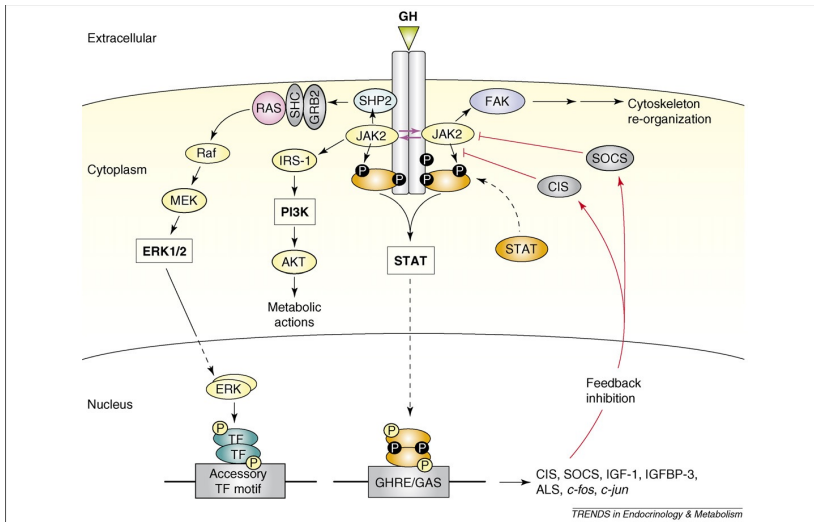 GH
Extracellular
SHP2
FAK
RAS
SHC
GRB2
Cytoskeleton
re-organization
JAK2
JAK2
Raf
IRS-1
SOCS
Cytoplasm
P
P
P
P
P
CIS
MEK
PI3K
ERK1/2
AKT
STAT
STAT
Metabolic
actions
ERK
Feedback
inhibition
Nucleus
P
TF
TF
P
P
P
P
P
Accessory
TF motif
GHRE/GAS
CIS, SOCS, IGF-1, IGFBP-3,
ALS, c-fos, c-jun
TRENDS in Endocrinology & Metabolism